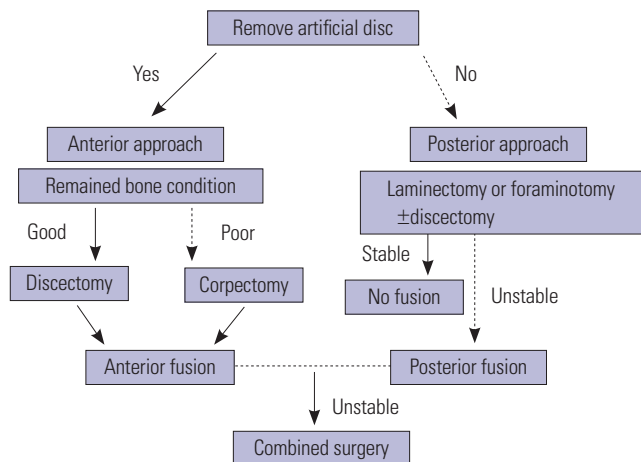 Remove artificial disc
Yes
No
Anterior approach
Posterior approach
Remained bone condition
Laminectomy or foraminotomy
±discectomy
Good
Poor
Stable
Discectomy
Corpectomy
No fusion
Unstable
Anterior fusion
Posterior fusion
Unstable
Combined surgery